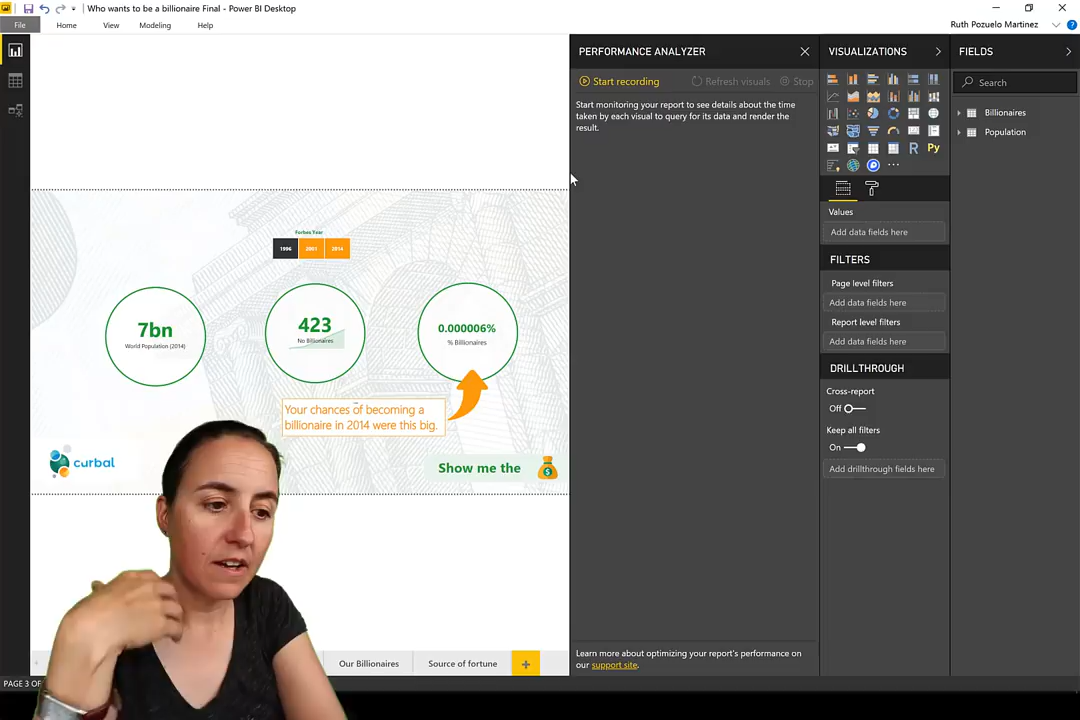 Who wants to be a billionaire Final - Power BI Desktop
Ruth Pozuelo Martinez
File
Home
View
Modeling
Help
PERFORMANCE ANALYZER
Start recording
Refresh visuals
Stop
Start monitoring your report to see details about the time
taken by each visual to query for its data and render the
result.
VISUALIZATIONS
R
Py
Values
Add data fields here
FILTERS
Page level filters
Add data fields here
Report level filters
Add data fields here
DRILLTHROUGH
Cross-report
Off
Keep all filters
On
Add drillthrough fields here
FIELDS
Search
Billionaires
Population
Forbes Year
1996
2001
2014
7bn
World Population (2014)
423
No Billionaires
0.000006%
% Billionaires
Your chances of becoming a
billionaire in 2014 were this big.
curbal
Show me the
Our Billionaires
Source of fortune
PAGE 3 OF
Learn more about optimizing your report's performance on
our support site.